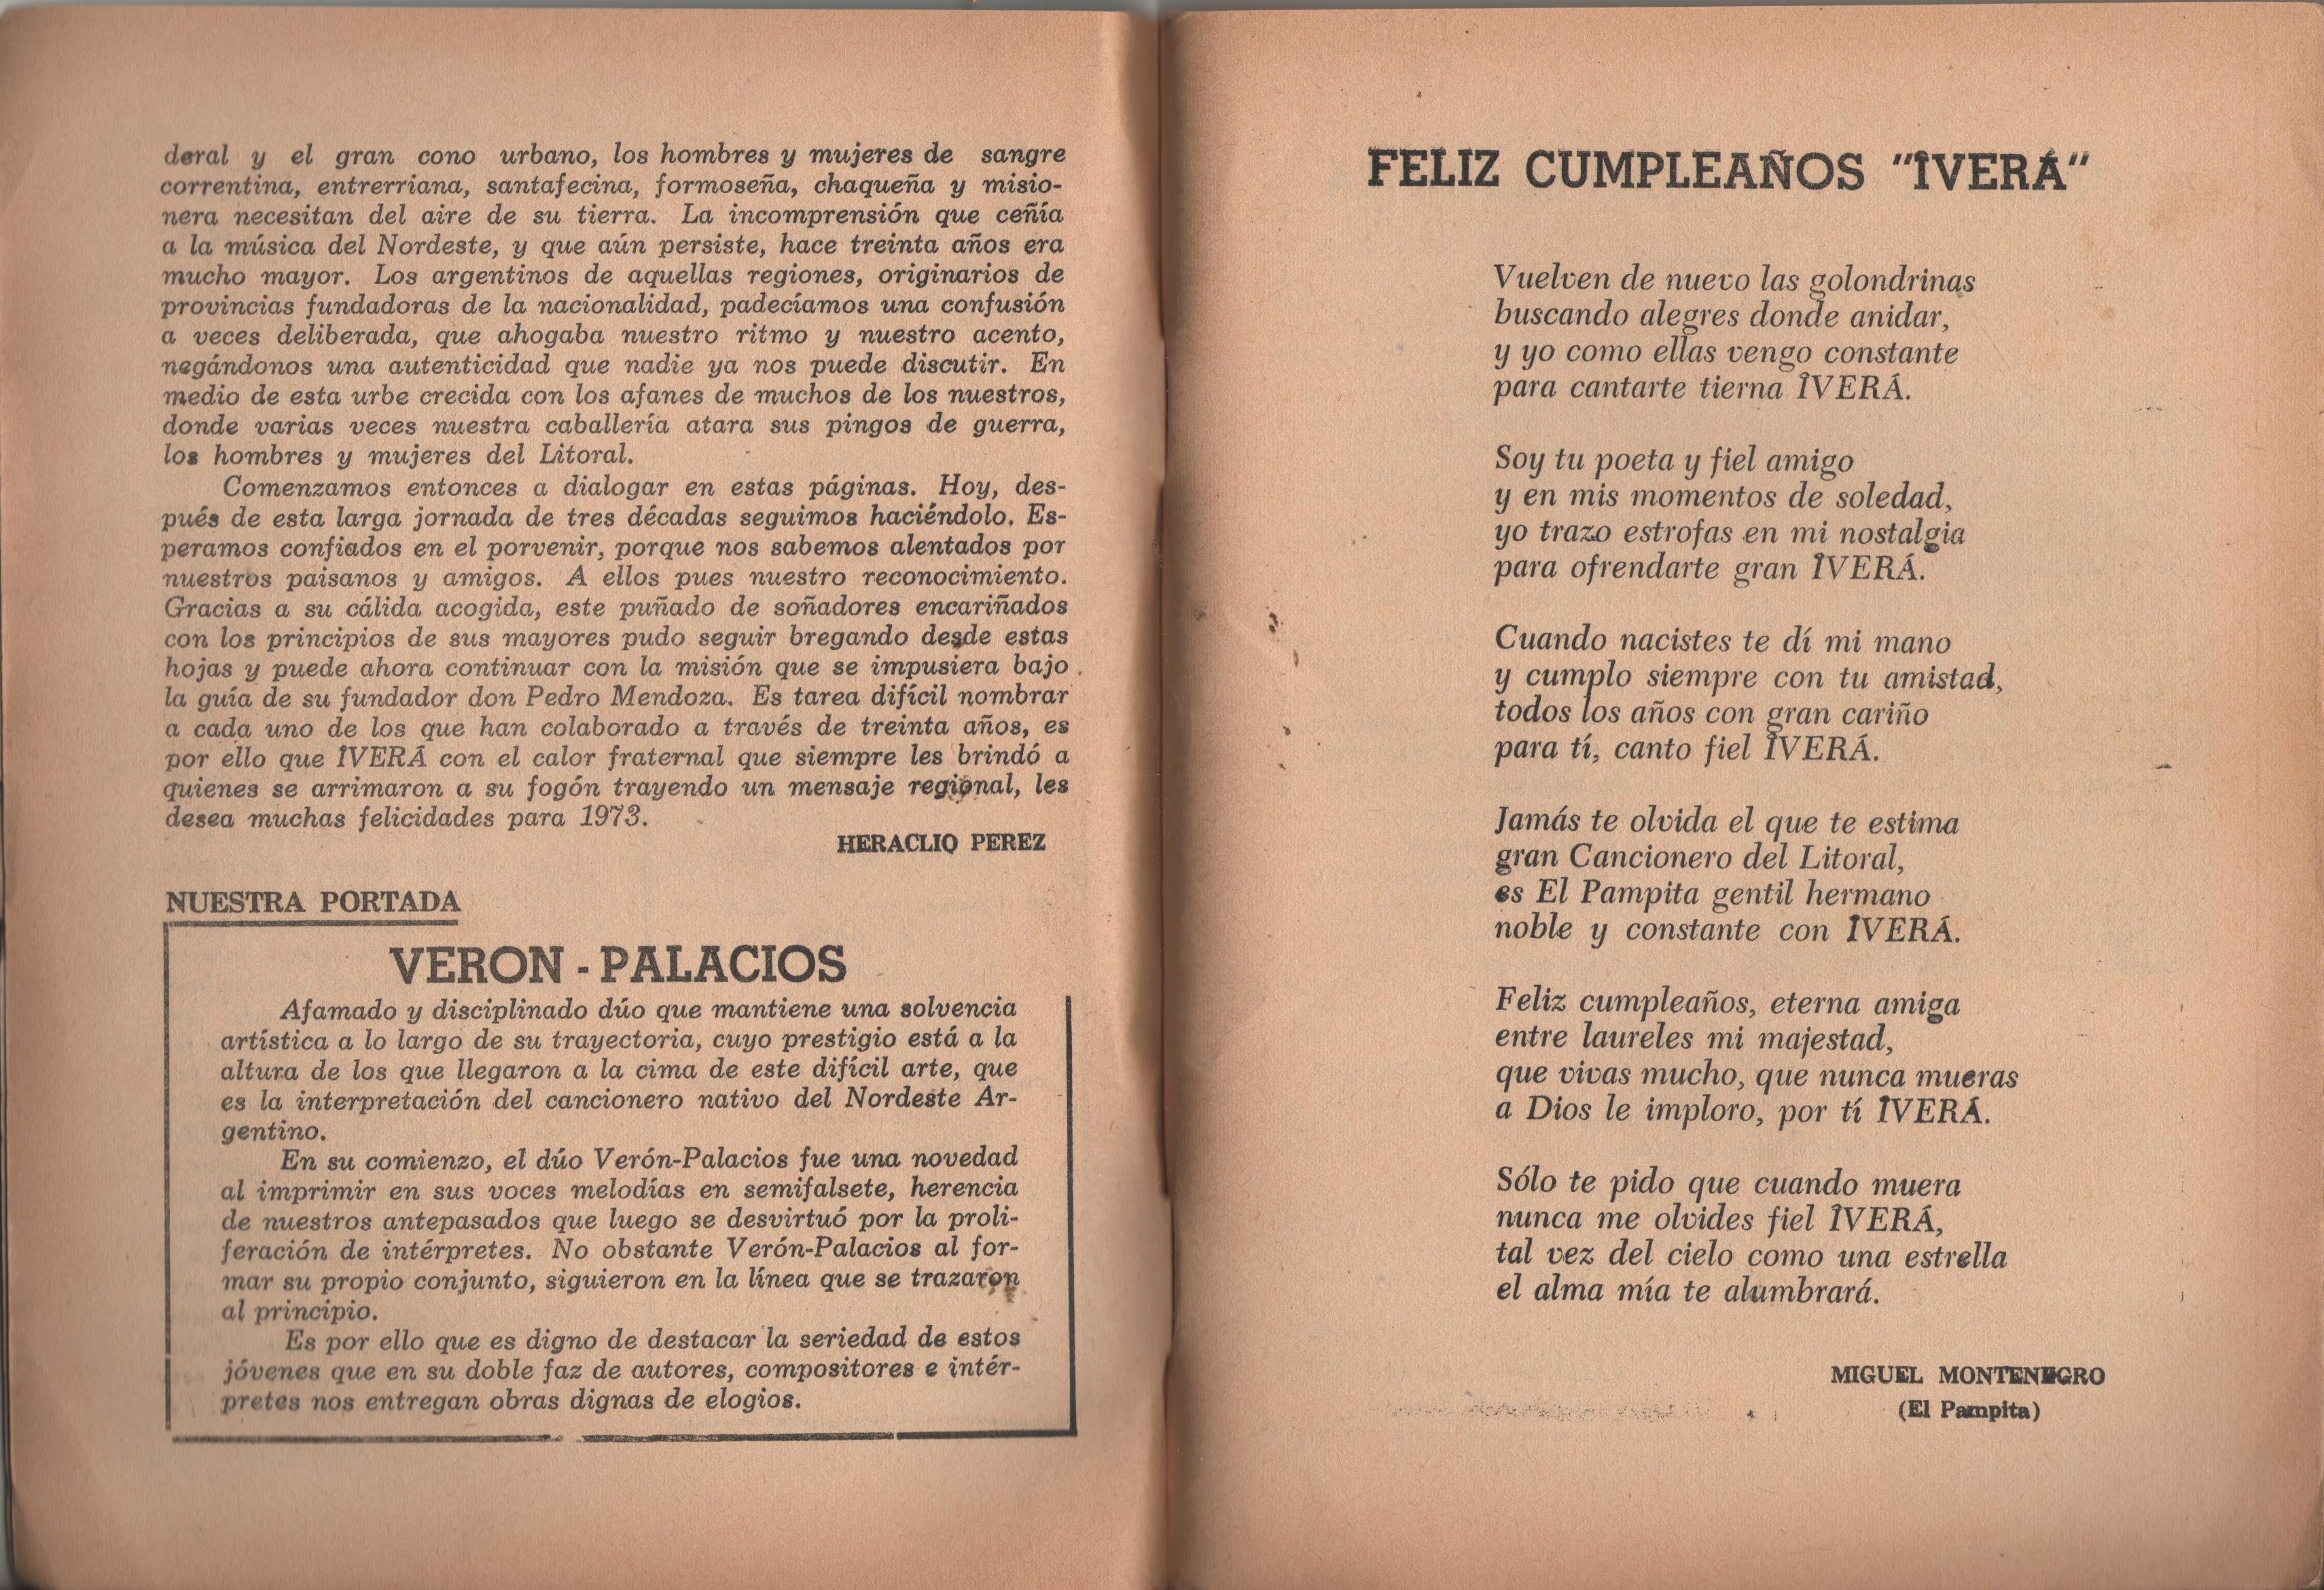 deral y el gran cono urbano, los hombres y mujeres de sangre
correntina, entrerriana, santafecina, formoseña, chaqueña y misio-
nera necesitan del aire de su tierra. La incomprensión que ceñía
a la música del Nordeste, y que aún persiste, hace treinta años era
mucho mayor. Los argentinos de aquellas regiones, originarios de
provincias fundadoras de la nacionalidad, padecíamos una confusión
a veces deliberada, que ahogaba nuestro ritmo y nuestro acento,
negándonos una autenticidad que nadie ya nos puede discutir. En
medio de esta urbe crecida con los afanes de muchos de los nuestros,
donde varias veces nuestra caballería atara sus pingos de guerra,
los hombres y mujeres del Litoral.
Comenzamos entonces a dialogar en estas páginas. Hoy, des-
pués de esta larga jornada de tres décadas seguimos haciéndolo. Es-
peramos confiados en el porvenir, porque nos sabemos alentados por
nuestros paisanos y amigos. A ellos pues nuestro reconocimiento.
Gracias a su cálida acogida, este puñado de soñadores encariñados
con los principios de sus mayores pudo seguir bregando desde estas
hojas y puede ahora continuar con la misión que se impusiera bajo
la guía de su fundador don Pedro Mendoza. Es tarea difícil nombrar
a cada uno de los que han colaborado a través de treinta años, es
por ello que ÎVERÁ con el calor fraternal que siempre les brindó a
quienes se arrimaron a su fogón trayendo un mensaje regional, les
desea muchas felicidades para 1973.
HERACLIO PEREZ
NUESTRA PORTADA
VERON - PALACIOS
Afamado y disciplinado dúo que mantiene una solvencia
artística a lo largo de su trayectoria, cuyo prestigio está a la
altura de los que llegaron a la cima de este difícil arte, que
es la interpretación del cancionero nativo del Nordeste Ar-
gentino.
En su comienzo, el dúo Verón-Palacios fue una novedad
al imprimir en sus voces melodías en semifalsete, herencia
de nuestros antepasados que luego se desvirtuó por la proli-
feración de intérpretes. No obstante Verón-Palacios al for-
mar su propio conjunto, siguieron en la línea que se trazaron
al principio.
Es por ello que es digno de destacar la seriedad de estos
jóvenes que en su doble faz de autores, compositores e intér-
pretes nos entregan obras dignas de elogios.
FELIZ CUMPLEAÑOS "ÎVERÁ"
Vuelven de nuevo las golondrinas
buscando alegres donde anidar,
y yo como ellas vengo constante
para cantarte tierna ÎVERÁ.
Soy tu poeta y fiel amigo
y en mis momentos de soledad,
yo trazo estrofas en mi nostalgia
para ofrendarte gran ÎVERÁ.
Cuando nacistes te dí mi mano
y cumplo siempre con tu amistad,
todos los años con gran cariño
para tí, canto fiel ÎVERÁ.
Jamás te olvida el que te estima
gran Cancionero del Litoral,
es El Pampita gentil hermano
noble y constante con ÎVERÁ.
Feliz cumpleaños, eterna amiga
entre laureles mi majestad,
que vivas mucho, que nunca mueras
a Dios le imploro, por tí ÎVERÁ.
Sólo te pido que cuando muera
nunca me olvides fiel ÎVERÁ,
tal vez del cielo como una estrella
el alma mía te alumbrará.
MIGUEL MONTENEGRO
(El Pampita)